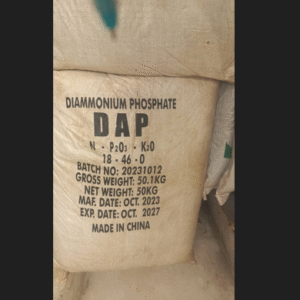 DIAMMONIUM PHOSPHATE
DAP
N - P2O5 - K2O
18 - 46 - 0
BATCH NO: 20231012
GROSS WEIGHT: 50.1KG
NET WEIGHT: 50KG
MAF. DATE: OCT. 2023
EXP. DATE: OCT. 2027
MADE IN CHINA